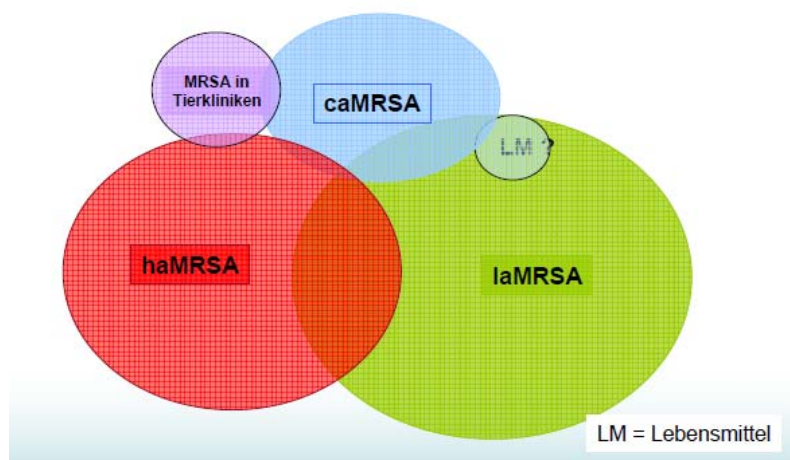 MRSA in
Tierkliniken
caMRSA
LM ?
haMRSA
laMRSA
LM = Lebensmittel